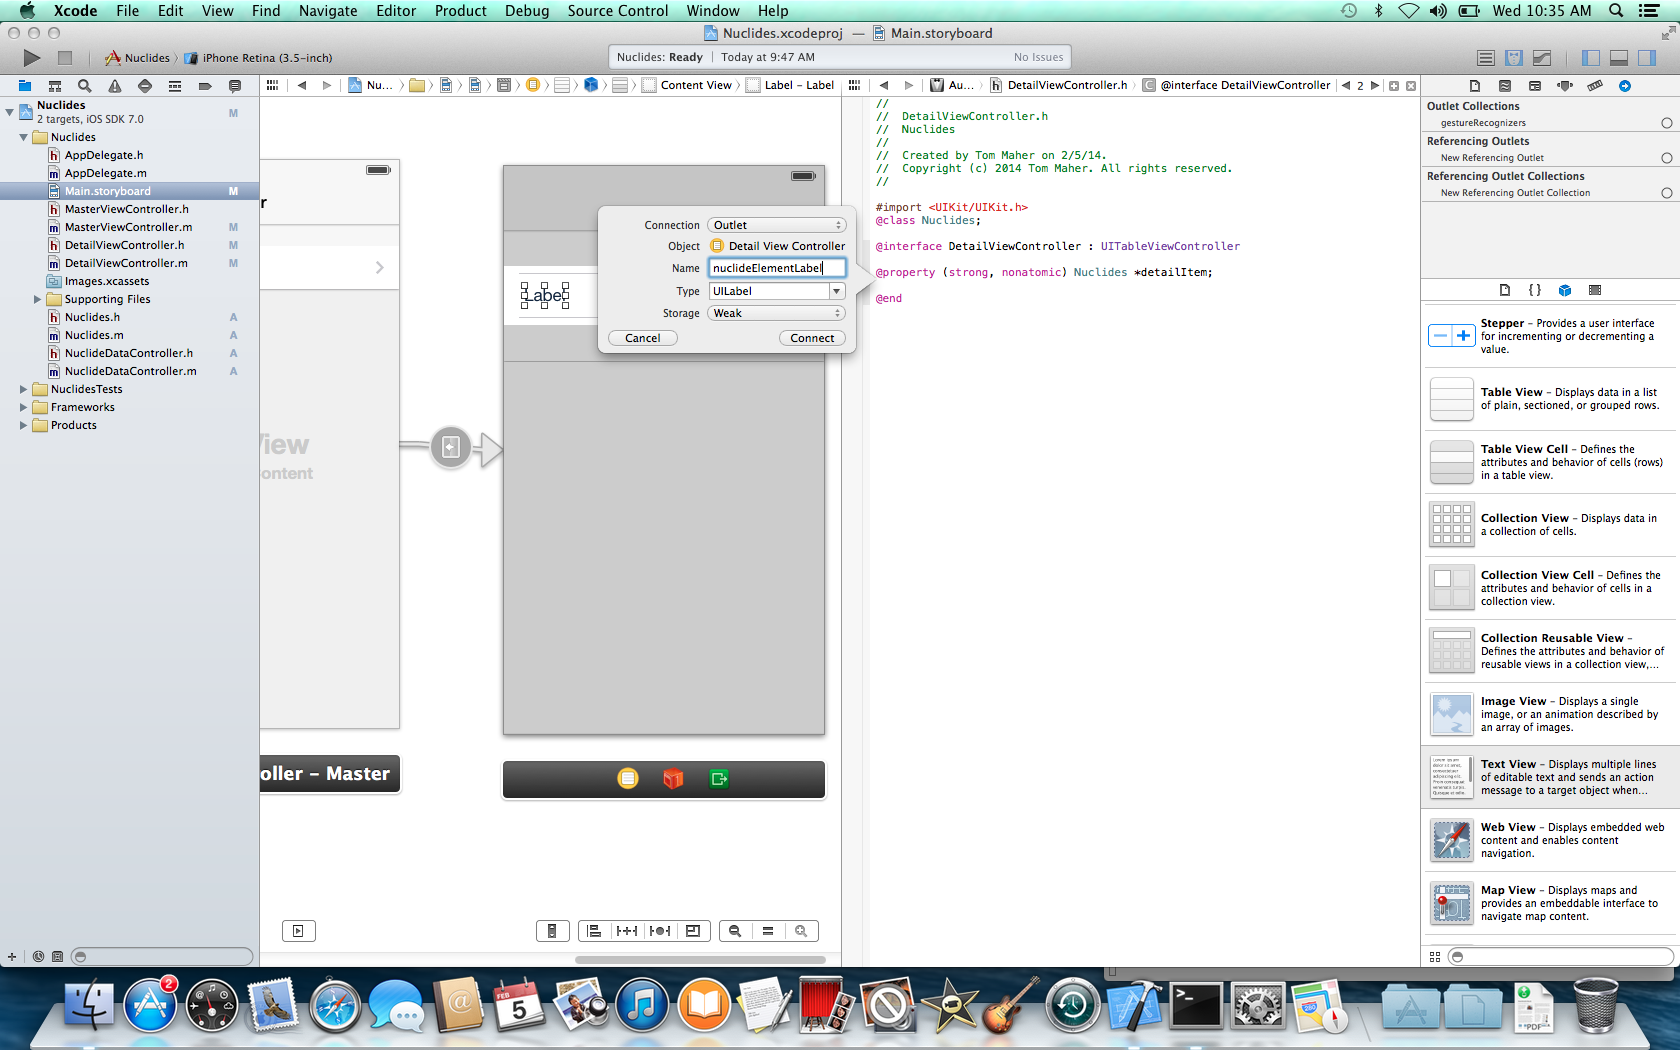 Xcode File Edit View Find Navigate Editor Product Debug Source Control Window Help Wed 10:35 AM
Nuclides.xcodeproj — Main.storyboard
Nuclides iPhone Retina (3.5-inch)
Nuclides: Ready Today at 9:47 AM No Issues
Nu... Content View Label - Label
Au... DetailViewController.h @interface DetailViewController 2
Nuclides M
2 targets, iOS SDK 7.0
Nuclides
AppDelegate.h
AppDelegate.m
Main.storyboard M
MasterViewController.h
MasterViewController.m M
DetailViewController.h M
DetailViewController.m M
Images.xcassets
Supporting Files
Nuclides.h A
Nuclides.m A
NuclideDataController.h A
NuclideDataController.m A
NuclidesTests
Frameworks
Products
r
View
ontent
oller - Master
Label
Connection Outlet
Object Detail View Controller
Name nuclideElementLabel
Type UILabel
Storage Weak
Cancel Connect
//
// DetailViewController.h
// Nuclides
//
// Created by Tom Maher on 2/5/14.
// Copyright (c) 2014 Tom Maher. All rights reserved.
//
#import <UIKit/UIKit.h>
@class Nuclides;
@interface DetailViewController : UITableViewController
@property (strong, nonatomic) Nuclides *detailItem;
@end
Outlet Collections
gestureRecognizers
Referencing Outlets
New Referencing Outlet
Referencing Outlet Collections
New Referencing Outlet Collection
{ }
Stepper - Provides a user interface
for incrementing or decrementing a
value.
Table View - Displays data in a list
of plain, sectioned, or grouped rows.
Table View Cell - Defines the
attributes and behavior of cells (rows)
in a table view.
Collection View - Displays data in
a collection of cells.
Collection View Cell - Defines the
attributes and behavior of cells in a
collection view.
Collection Reusable View -
Defines the attributes and behavior of
reusable views in a collection view,...
Image View - Displays a single
image, or an animation described by
an array of images.
Text View - Displays multiple lines
of editable text and sends an action
message to a target object when...
Web View - Displays embedded web
content and enables content
navigation.
Map View - Displays maps and
provides an embeddable interface to
navigate map content.
2
FEB
5
PDF